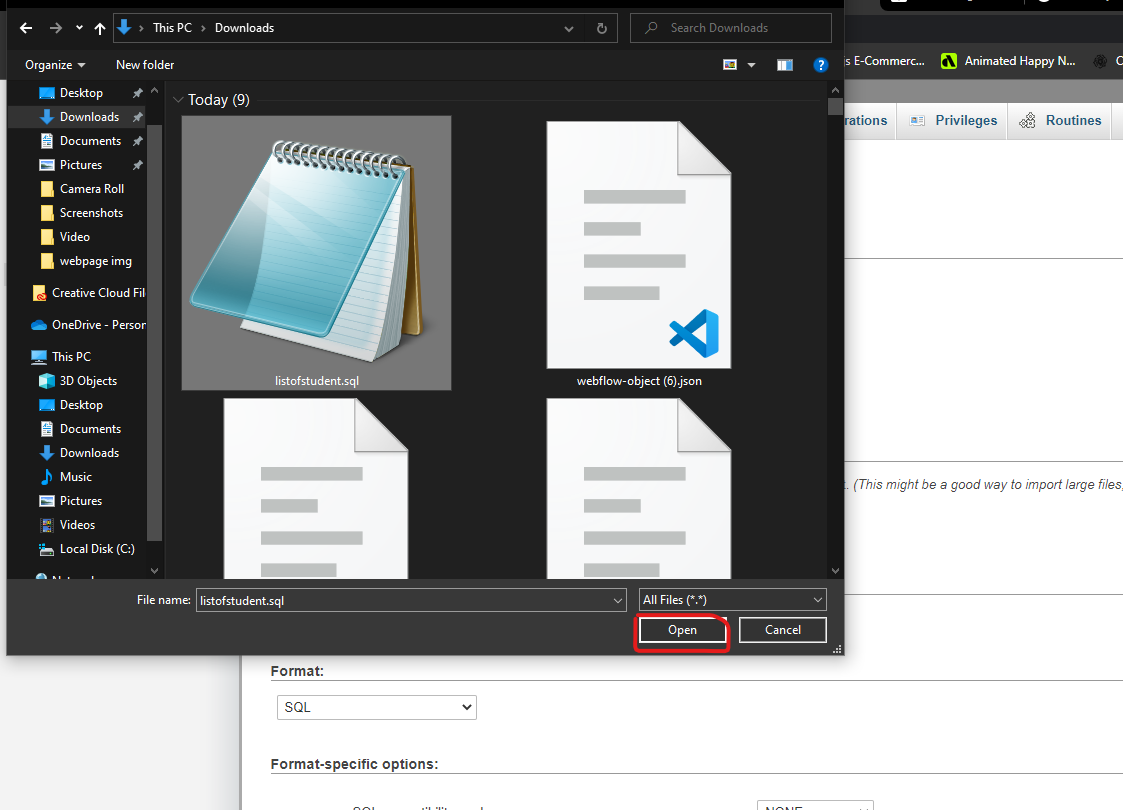 This PC > Downloads
Search Downloads
Organize
New folder
?
js E-Commerc...
Animated Happy N...
Desktop
Downloads
Documents
Pictures
Camera Roll
Screenshots
Video
webpage img
Creative Cloud Fil
OneDrive - Person
This PC
3D Objects
Desktop
Documents
Downloads
Music
Pictures
Videos
Local Disk (C:)
Today (9)
listofstudent.sql
webflow-object (6).json
File name:
listofstudent.sql
All Files (*.*)
Open
Cancel
rations
Privileges
Routines
. (This might be a good way to import large files,
Format:
SQL
Format-specific options:
NONE